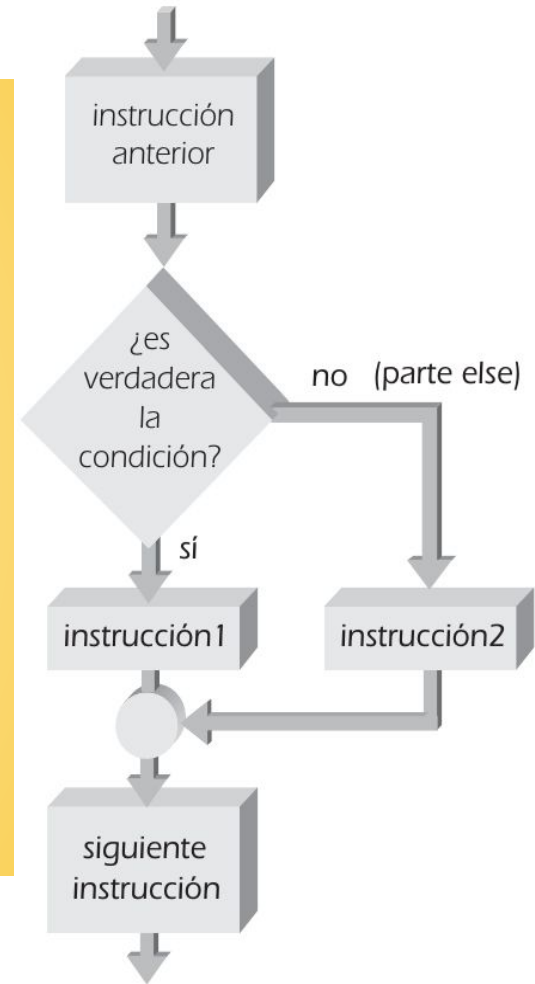 instrucción
anterior
¿es
verdadera
la
condición?
no (parte else)
sí
instrucción1
instrucción2
siguiente
instrucción